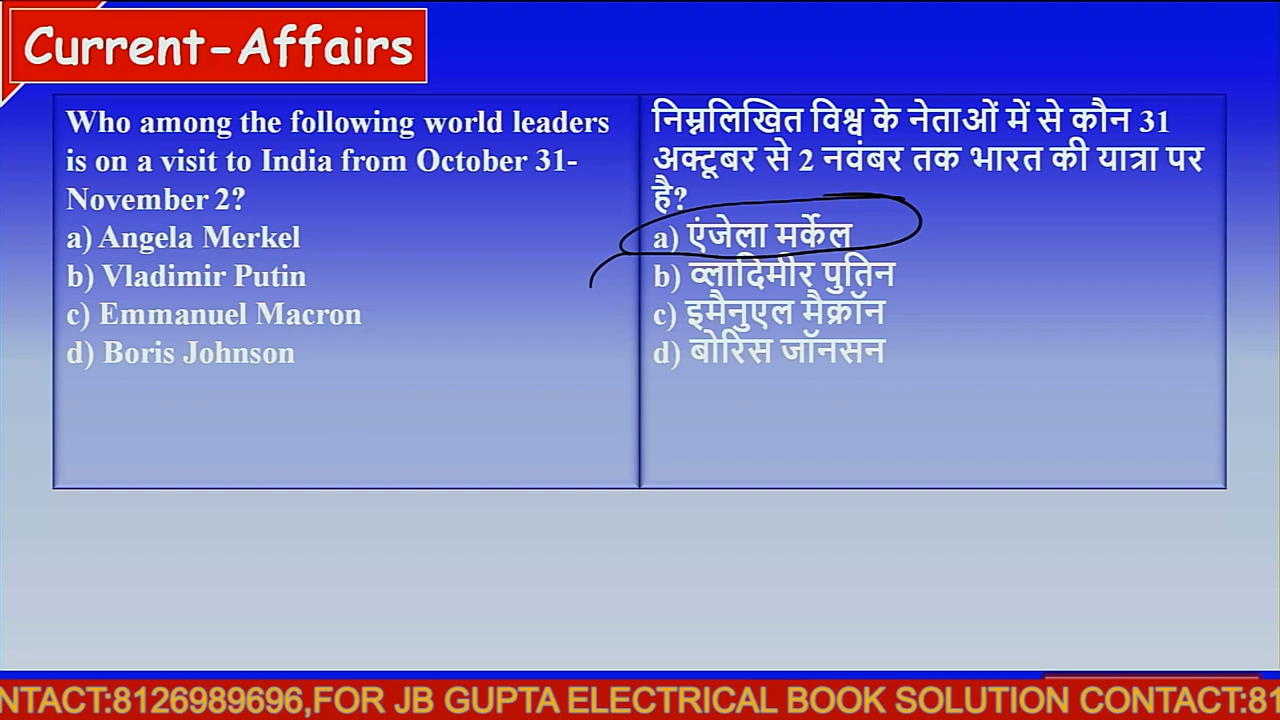 Current-Affairs
Who among the following world leaders
is on a visit to India from October 31-
November 2?
a) Angela Merkel
b) Vladimir Putin
c) Emmanuel Macron
d) Boris Johnson
निम्नलिखित विश्व के नेताओं में से कौन 31
अक्टूबर से 2 नवंबर तक भारत की यात्रा पर
है?
a) एंजेला मर्केल
b) व्लादिमीर पुतिन
c) इमैनुएल मैक्रॉन
d) बोरिस जॉनसन
NTACT:8126989696,FOR JB GUPTA ELECTRICAL BOOK SOLUTION CONTACT:81